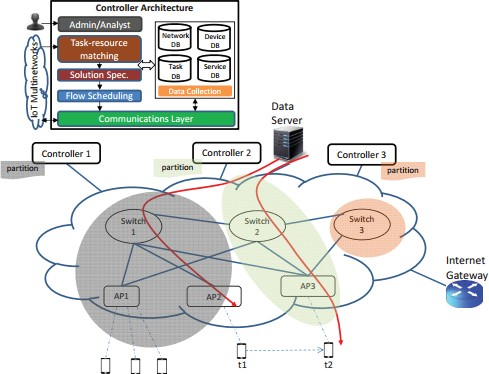 Controller Architecture
Admin/Analyst
Task-resource
matching
Solution Spec.
Flow Scheduling
Communications Layer
Network
DB
Device
DB
Task
DB
Service
DB
Data Collection
IoT Multinetworks
Data
Server
Controller 1
Controller 2
Controller 3
partition
partition
partition
Switch
1
Switch
2
Switch
3
AP1
AP2
AP3
Internet
Gateway
t1
t2